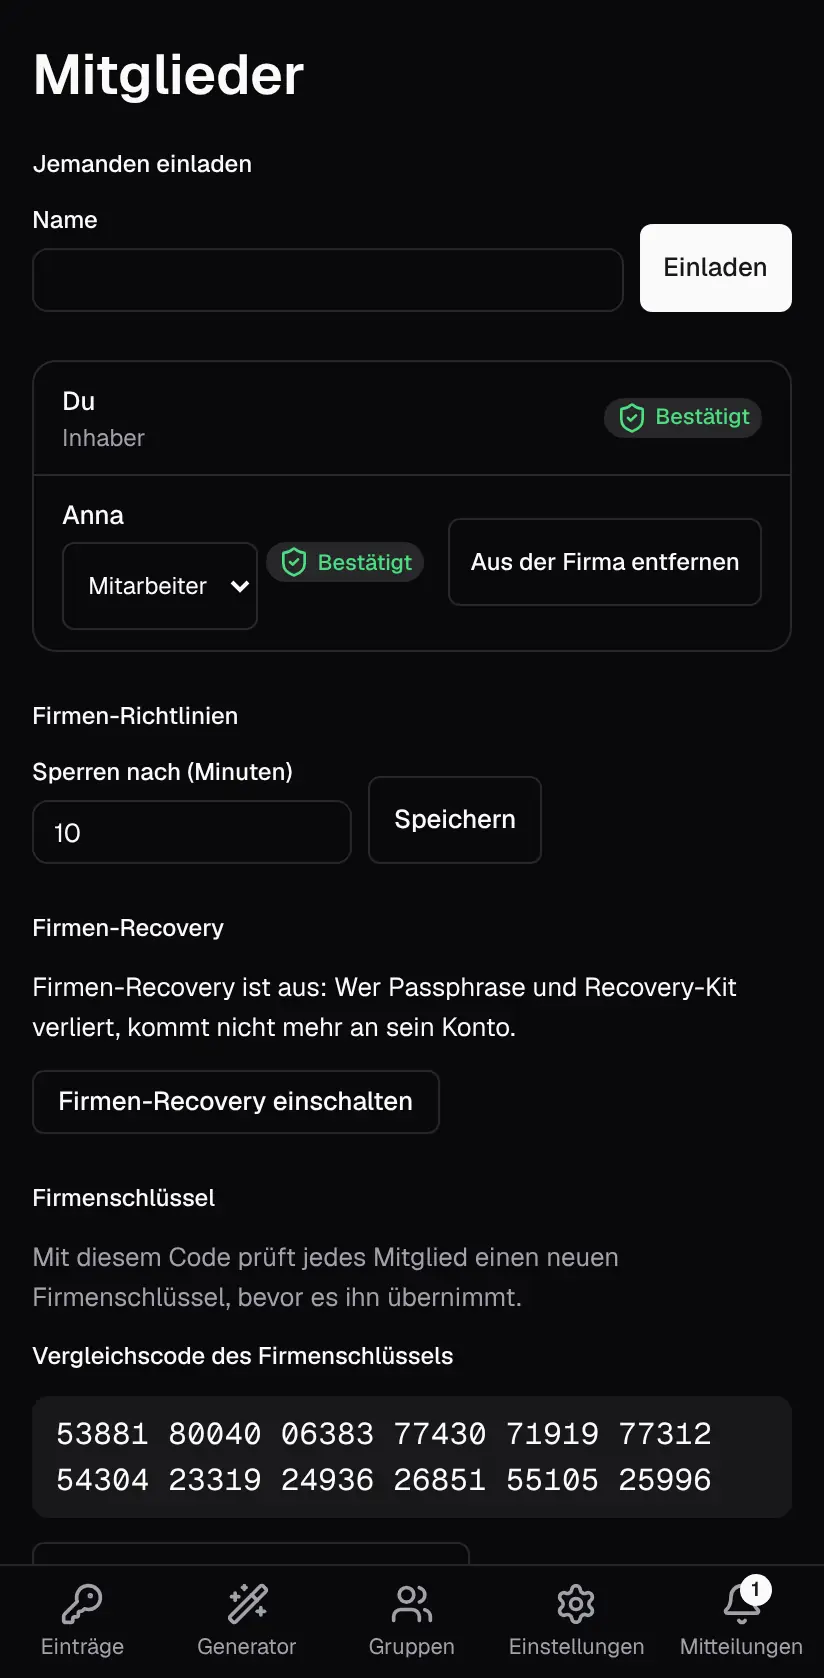 Mitglieder
Jemanden einladen
Name
Einladen
Du
Inhaber
Bestätigt
Anna
Mitarbeiter
Bestätigt
Aus der Firma entfernen
Firmen-Richtlinien
Sperren nach (Minuten)
10
Speichern
Firmen-Recovery
Firmen-Recovery ist aus: Wer Passphrase und Recovery-Kit
verliert, kommt nicht mehr an sein Konto.
Firmen-Recovery einschalten
Firmenschlüssel
Mit diesem Code prüft jedes Mitglied einen neuen
Firmenschlüssel, bevor es ihn übernimmt.
Vergleichscode des Firmenschlüssels
53881 80040 06383 77430 71919 77312
54304 23319 24936 26851 55105 25996
1
Einträge
Generator
Gruppen
Einstellungen
Mitteilungen